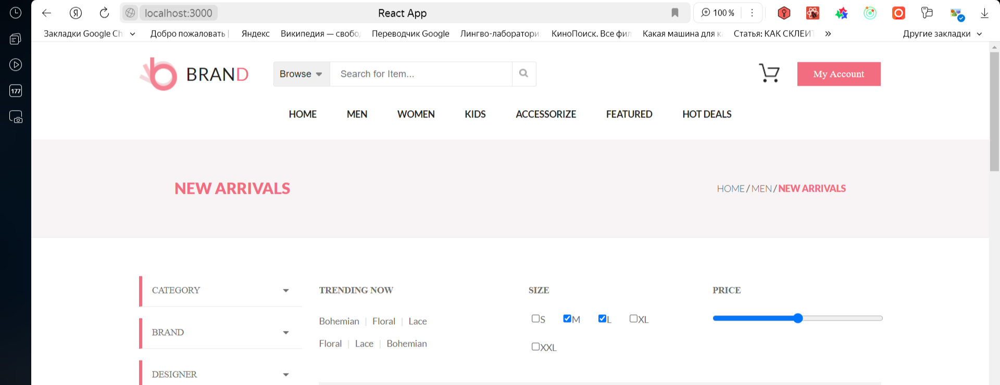 localhost:3000 React App 100 %
Закладки Google Ch Добро пожаловать Яндекс Википедия — свобо Переводчик Google Лингво-лаборатори КиноПоиск. Все фил Какая машина для к Статья: КАК СКЛЕИТ » Другие закладки
177
BRAND Browse Search for Item... My Account
HOME MEN WOMEN KIDS ACCESSORIZE FEATURED HOT DEALS
NEW ARRIVALS HOME / MEN / NEW ARRIVALS
CATEGORY TRENDING NOW SIZE PRICE
Bohemian | Floral | Lace S M L XL
BRAND
Floral | Lace | Bohemian XXL
DESIGNER